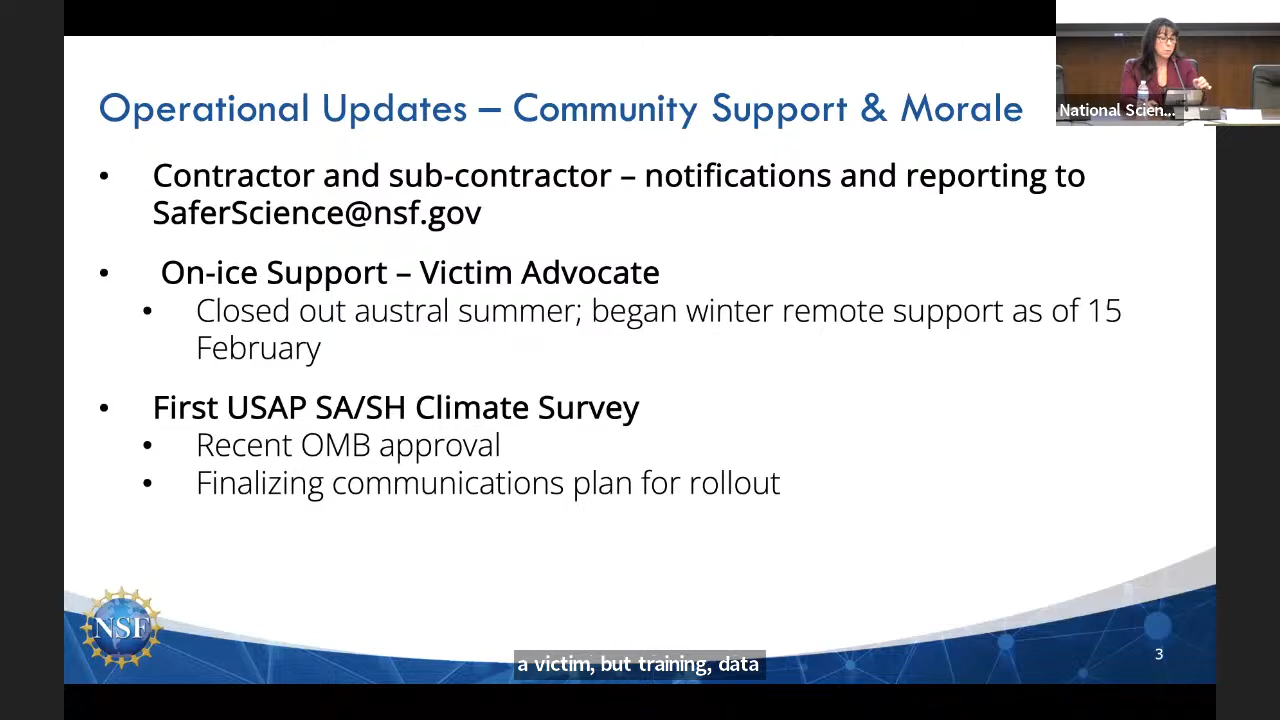 Operational Updates – Community Support & Morale
National Scien...
• Contractor and sub-contractor – notifications and reporting to
SaferScience@nsf.gov
• On-ice Support – Victim Advocate
• Closed out austral summer; began winter remote support as of 15
February
• First USAP SA/SH Climate Survey
• Recent OMB approval
• Finalizing communications plan for rollout
NSF
3
a victim, but training, data